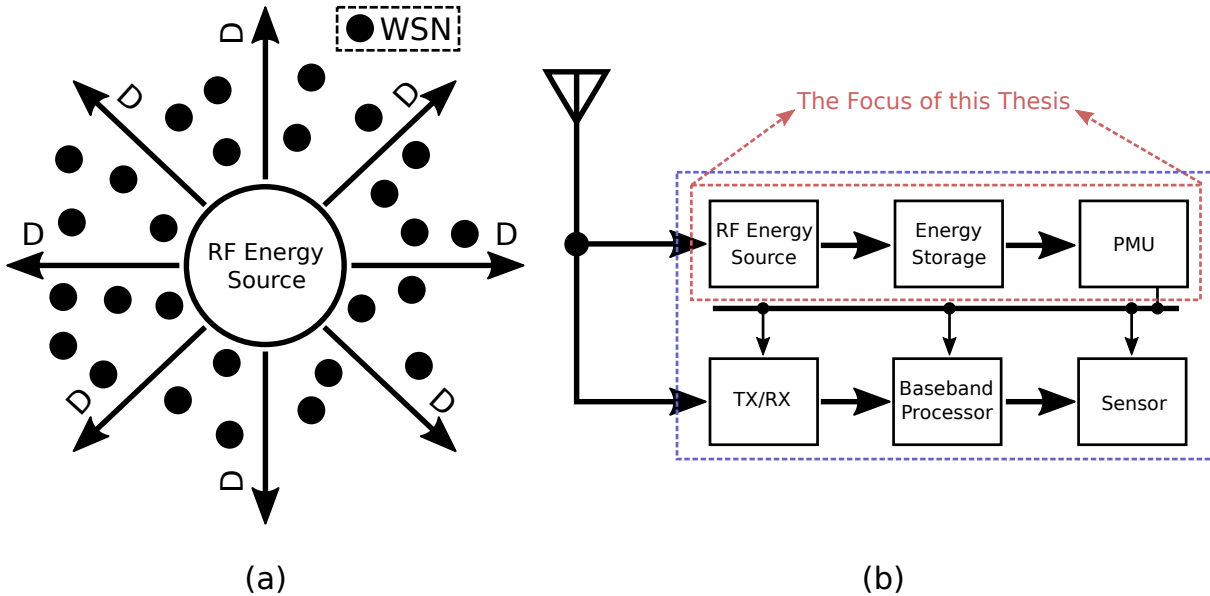 WSN
D
D
D
D
D
D
D
D
RF Energy
Source
(a)
The Focus of this Thesis
RF Energy
Source
Energy
Storage
PMU
TX/RX
Baseband
Processor
Sensor
(b)